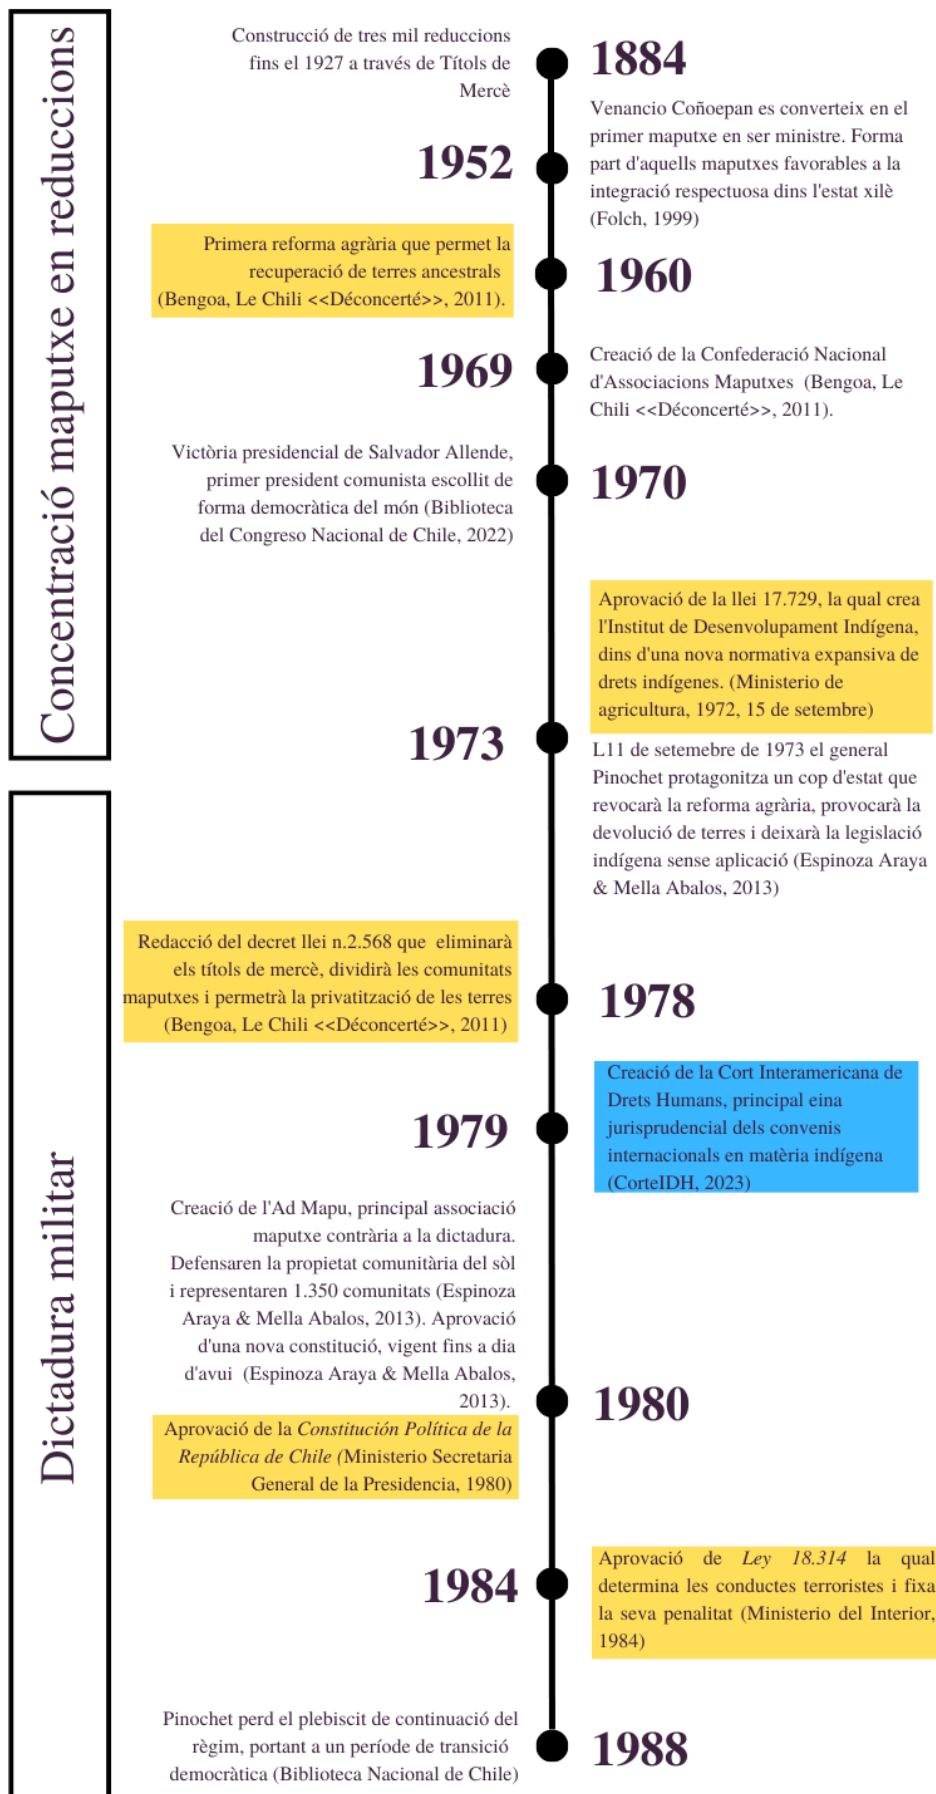 Concentració maputxe en reduccions
Construcció de tres mil reduccions
fins el 1927 a través de Títols de
Mercè
1884
1952
Venancio Coñoepan es converteix en el
primer maputxe en ser ministre. Forma
part d'aquells maputxes favorables a la
integració respectuosa dins l'estat xilè
(Folch, 1999)
Primera reforma agrària que permet la
recuperació de terres ancestrals
(Bengoa, Le Chili <<Déconcerté>>, 2011).
1960
1969
Creació de la Confederació Nacional
d'Associacions Maputxes (Bengoa, Le
Chili <<Déconcerté>>, 2011).
Victòria presidencial de Salvador Allende,
primer president comunista escollit de
forma democràtica del món (Biblioteca
del Congreso Nacional de Chile, 2022)
1970
Aprovació de la llei 17.729, la qual crea
l'Institut de Desenvolupament Indígena,
dins d'una nova normativa expansiva de
drets indígenes. (Ministerio de
agricultura, 1972, 15 de setembre)
1973
L11 de setemebre de 1973 el general
Pinochet protagonitza un cop d'estat que
revocarà la reforma agrària, provocarà la
devolució de terres i deixarà la legislació
indígena sense aplicació (Espinoza Araya
& Mella Abalos, 2013)
Dictadura militar
Redacció del decret llei n.2.568 que eliminarà
els títols de mercè, dividirà les comunitats
maputxes i permetrà la privatització de les terres
(Bengoa, Le Chili <<Déconcerté>>, 2011)
1978
1979
Creació de la Cort Interamericana de
Drets Humans, principal eina
jurisprudencial dels convenis
internacionals en matèria indígena
(CorteIDH, 2023)
Creació de l'Ad Mapu, principal associació
maputxe contrària a la dictadura.
Defensaren la propietat comunitària del sòl
i representaren 1.350 comunitats (Espinoza
Araya & Mella Abalos, 2013). Aprovació
d'una nova constitució, vigent fins a dia
d'avui (Espinoza Araya & Mella Abalos,
2013).
Aprovació de la Constitución Política de la
República de Chile (Ministerio Secretaria
General de la Presidencia, 1980)
1980
1984
Aprovació de Ley 18.314 la qual
determina les conductes terroristes i fixa
la seva penalitat (Ministerio del Interior,
1984)
Pinochet perd el plebiscit de continuació del
règim, portant a un període de transició
democràtica (Biblioteca Nacional de Chile)
1988